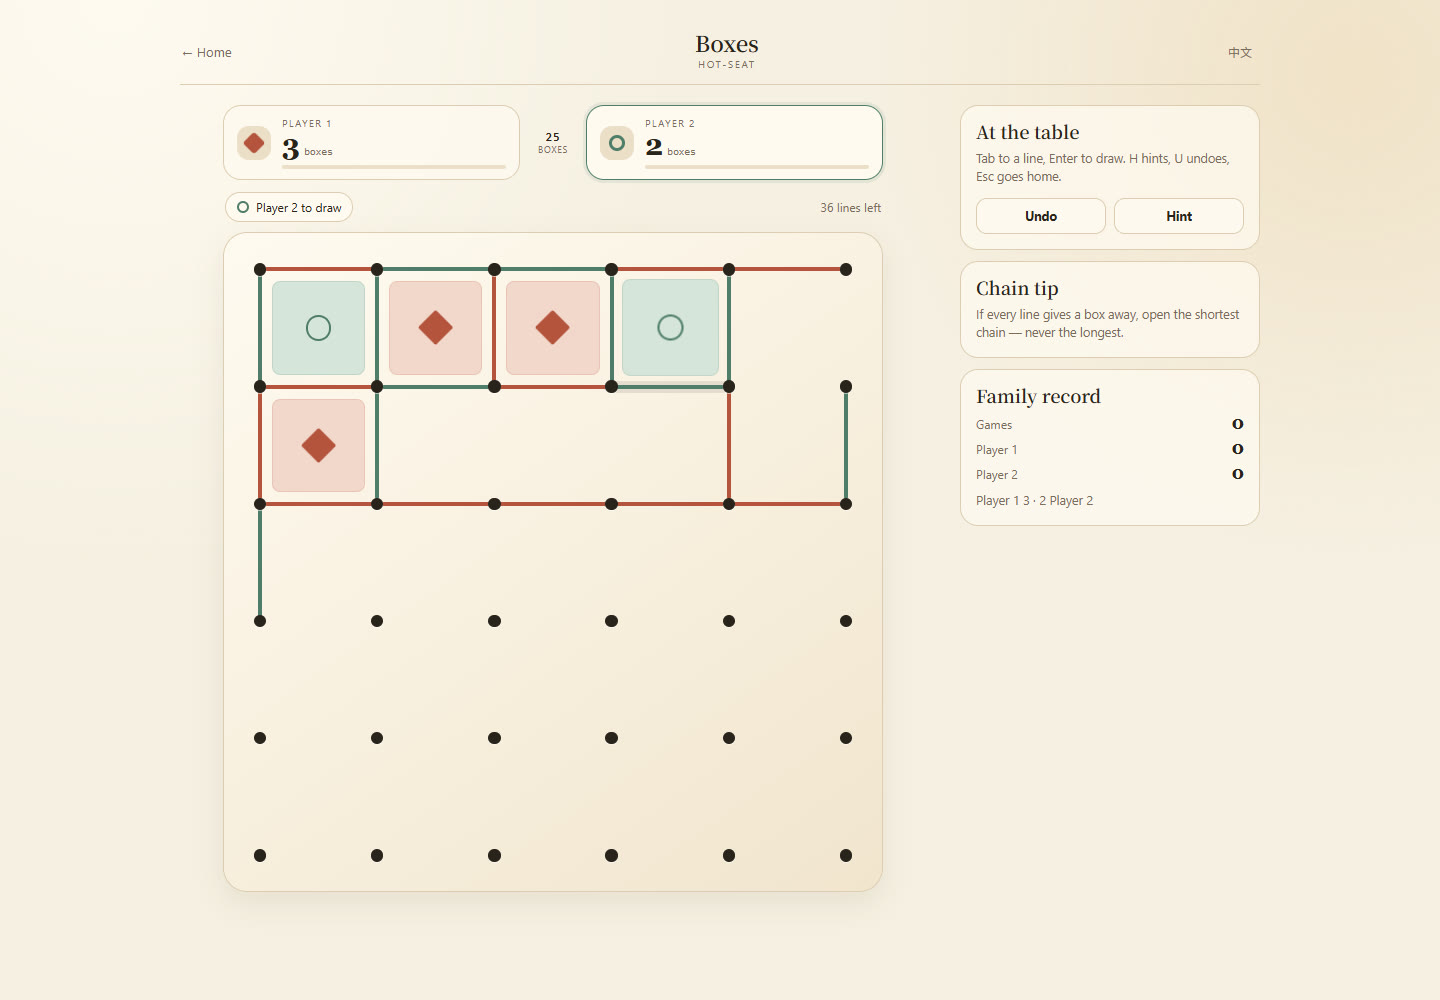 ← Home
Boxes
HOT-SEAT
中文
PLAYER 1
3 boxes
25
BOXES
PLAYER 2
2 boxes
Player 2 to draw
36 lines left
At the table
Tab to a line, Enter to draw. H hints, U undoes,
Esc goes home.
Undo
Hint
Chain tip
If every line gives a box away, open the shortest
chain — never the longest.
Family record
Games 0
Player 1 0
Player 2 0
Player 1 3 · 2 Player 2